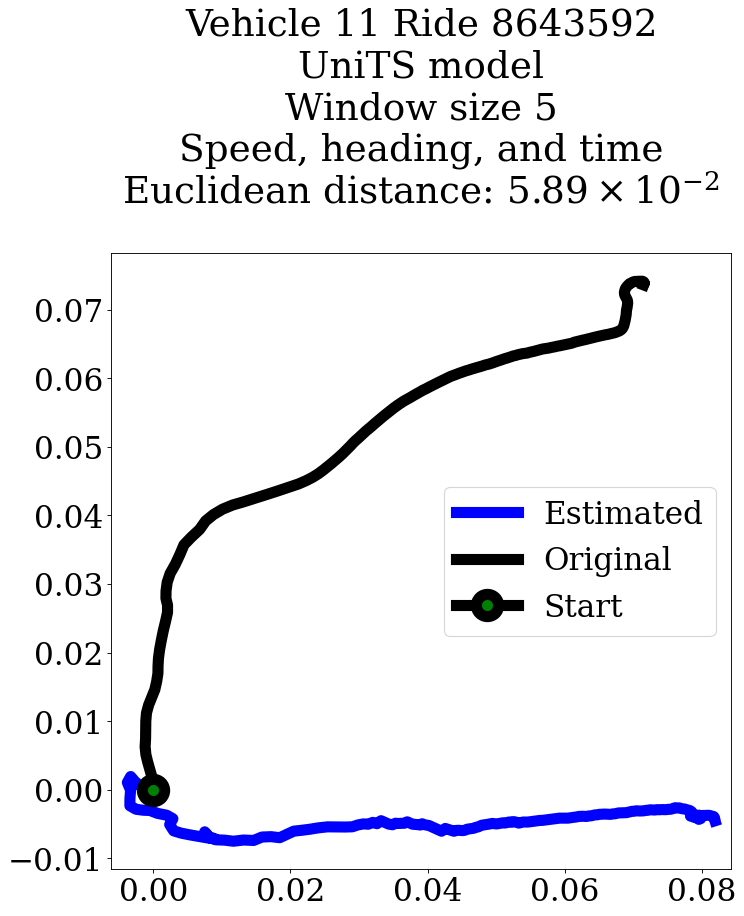 Vehicle 11 Ride 8643592
UniTS model
Window size 5
Speed, heading, and time
Euclidean distance: 5.89 × 10⁻²
0.07
0.06
0.05
0.04
0.03
0.02
0.01
0.00
−0.01
Estimated
Original
Start
0.00 0.02 0.04 0.06 0.08